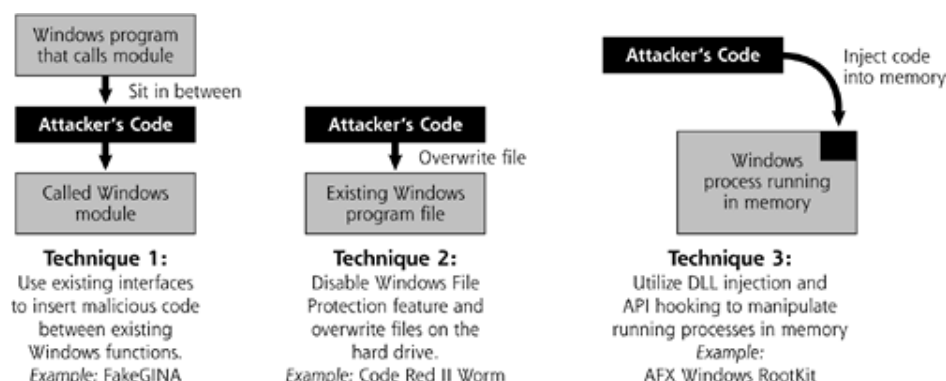 Windows program
that calls module
Sit in between
Attacker's Code
Called Windows
module
Technique 1:
Use existing interfaces
to insert malicious code
between existing
Windows functions.
Example: FakeGINA
Attacker's Code
Overwrite file
Existing Windows
program file
Technique 2:
Disable Windows File
Protection feature and
overwrite files on the
hard drive.
Example: Code Red II Worm
Attacker's Code
Inject code
into memory
Windows
process running
in memory
Technique 3:
Utilize DLL injection and
API hooking to manipulate
running processes in memory
Example:
AFX Windows RootKit